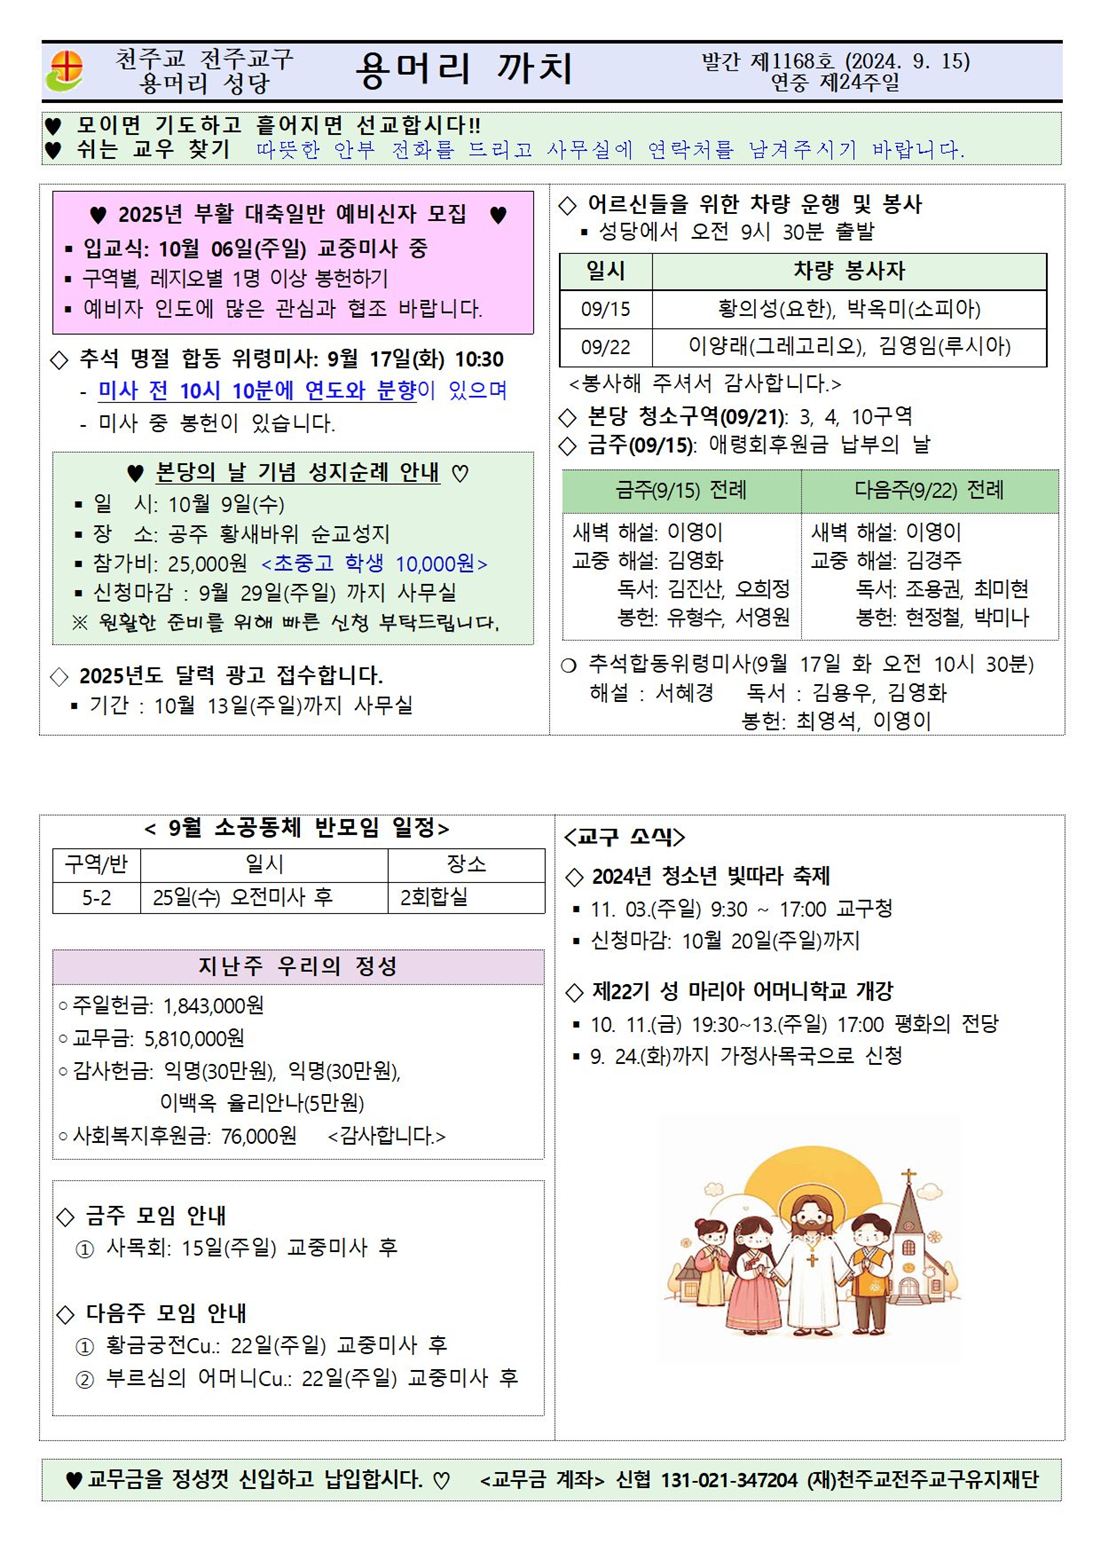 천주교 전주교구
용머리 성당
용머리 까치
발간 제1168호 (2024. 9. 15)
연중 제24주일
♥ 모이면 기도하고 흩어지면 선교합시다!!
♥ 쉬는 교우 찾기 따뜻한 안부 전화를 드리고 사무실에 연락처를 남겨주시기 바랍니다.
♥ 2025년 부활 대축일반 예비신자 모집 ♥
▪ 입교식: 10월 06일(주일) 교중미사 중
▪ 구역별, 레지오별 1명 이상 봉헌하기
▪ 예비자 인도에 많은 관심과 협조 바랍니다.
◇ 추석 명절 합동 위령미사: 9월 17일(화) 10:30
- 미사 전 10시 10분에 연도와 분향이 있으며
- 미사 중 봉헌이 있습니다.
♥ 본당의 날 기념 성지순례 안내 ♡
▪ 일 시: 10월 9일(수)
▪ 장 소: 공주 황새바위 순교성지
▪ 참가비: 25,000원 <초중고 학생 10,000원>
▪ 신청마감 : 9월 29일(주일) 까지 사무실
※ 원활한 준비를 위해 빠른 신청 부탁드립니다.
◇ 2025년도 달력 광고 접수합니다.
▪ 기간 : 10월 13일(주일)까지 사무실
◇ 어르신들을 위한 차량 운행 및 봉사
▪ 성당에서 오전 9시 30분 출발
일시 차량 봉사자
09/15 황의성(요한), 박옥미(소피아)
09/22 이양래(그레고리오), 김영임(루시아)
<봉사해 주셔서 감사합니다.>
◇ 본당 청소구역(09/21): 3, 4, 10구역
◇ 금주(09/15): 애령회후원금 납부의 날
금주(9/15) 전례 다음주(9/22) 전례
새벽 해설: 이영이 새벽 해설: 이영이
교중 해설: 김영화 교중 해설: 김경주
독서: 김진산, 오희정 독서: 조용권, 최미현
봉헌: 유형수, 서영원 봉헌: 현정철, 박미나
❍ 추석합동위령미사(9월 17일 화 오전 10시 30분)
해설 : 서혜경 독서 : 김용우, 김영화
봉헌: 최영석, 이영이
< 9월 소공동체 반모임 일정>
구역/반 일시 장소
5-2 25일(수) 오전미사 후 2회합실
지난주 우리의 정성
○ 주일헌금: 1,843,000원
○ 교무금: 5,810,000원
○ 감사헌금: 익명(30만원), 익명(30만원),
이백옥 율리안나(5만원)
○ 사회복지후원금: 76,000원 <감사합니다.>
◇ 금주 모임 안내
① 사목회: 15일(주일) 교중미사 후
◇ 다음주 모임 안내
① 황금궁전Cu.: 22일(주일) 교중미사 후
② 부르심의 어머니Cu.: 22일(주일) 교중미사 후
<교구 소식>
◇ 2024년 청소년 빛따라 축제
▪ 11. 03.(주일) 9:30 ~ 17:00 교구청
▪ 신청마감: 10월 20일(주일)까지
◇ 제22기 성 마리아 어머니학교 개강
▪ 10. 11.(금) 19:30~13.(주일) 17:00 평화의 전당
▪ 9. 24.(화)까지 가정사목국으로 신청
♥ 교무금을 정성껏 신입하고 납입합시다. ♡ <교무금 계좌> 신협 131-021-347204 (재)천주교전주교구유지재단